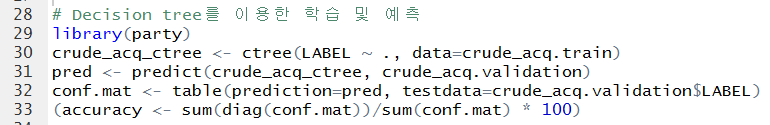 28 # Decision tree를 이용한 학습 및 예측
29 library(party)
30 crude_acq_ctree <- ctree(LABEL ~ ., data=crude_acq.train)
31 pred <- predict(crude_acq_ctree, crude_acq.validation)
32 conf.mat <- table(prediction=pred, testdata=crude_acq.validation$LABEL)
33 (accuracy <- sum(diag(conf.mat))/sum(conf.mat) * 100)